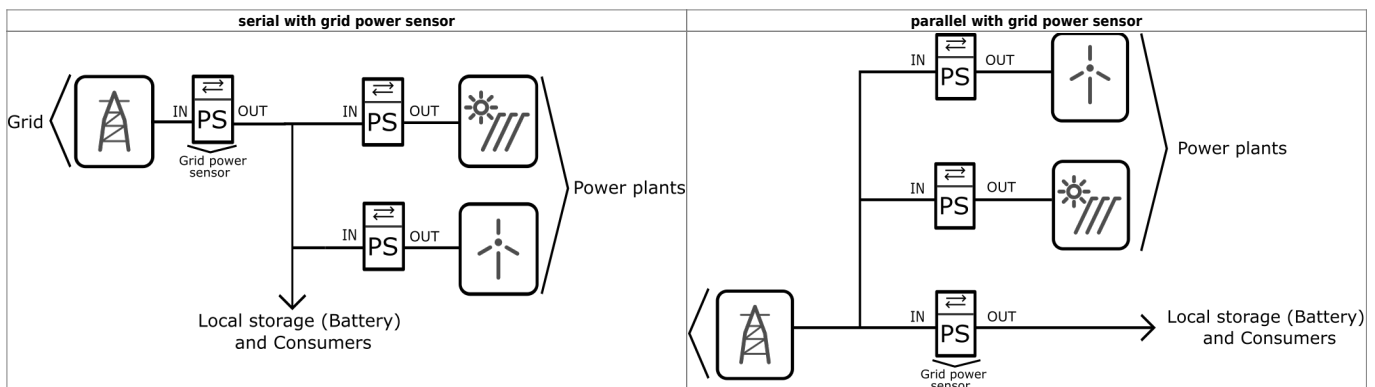 serial with grid power sensor
parallel with grid power sensor
Grid
IN
PS
OUT
Grid power
sensor
IN
PS
OUT
Power plants
IN
PS
OUT
Local storage (Battery)
and Consumers
IN
PS
OUT
Power plants
IN
PS
OUT
IN
PS
OUT
Local storage (Battery)
and Consumers
Grid power
sensor